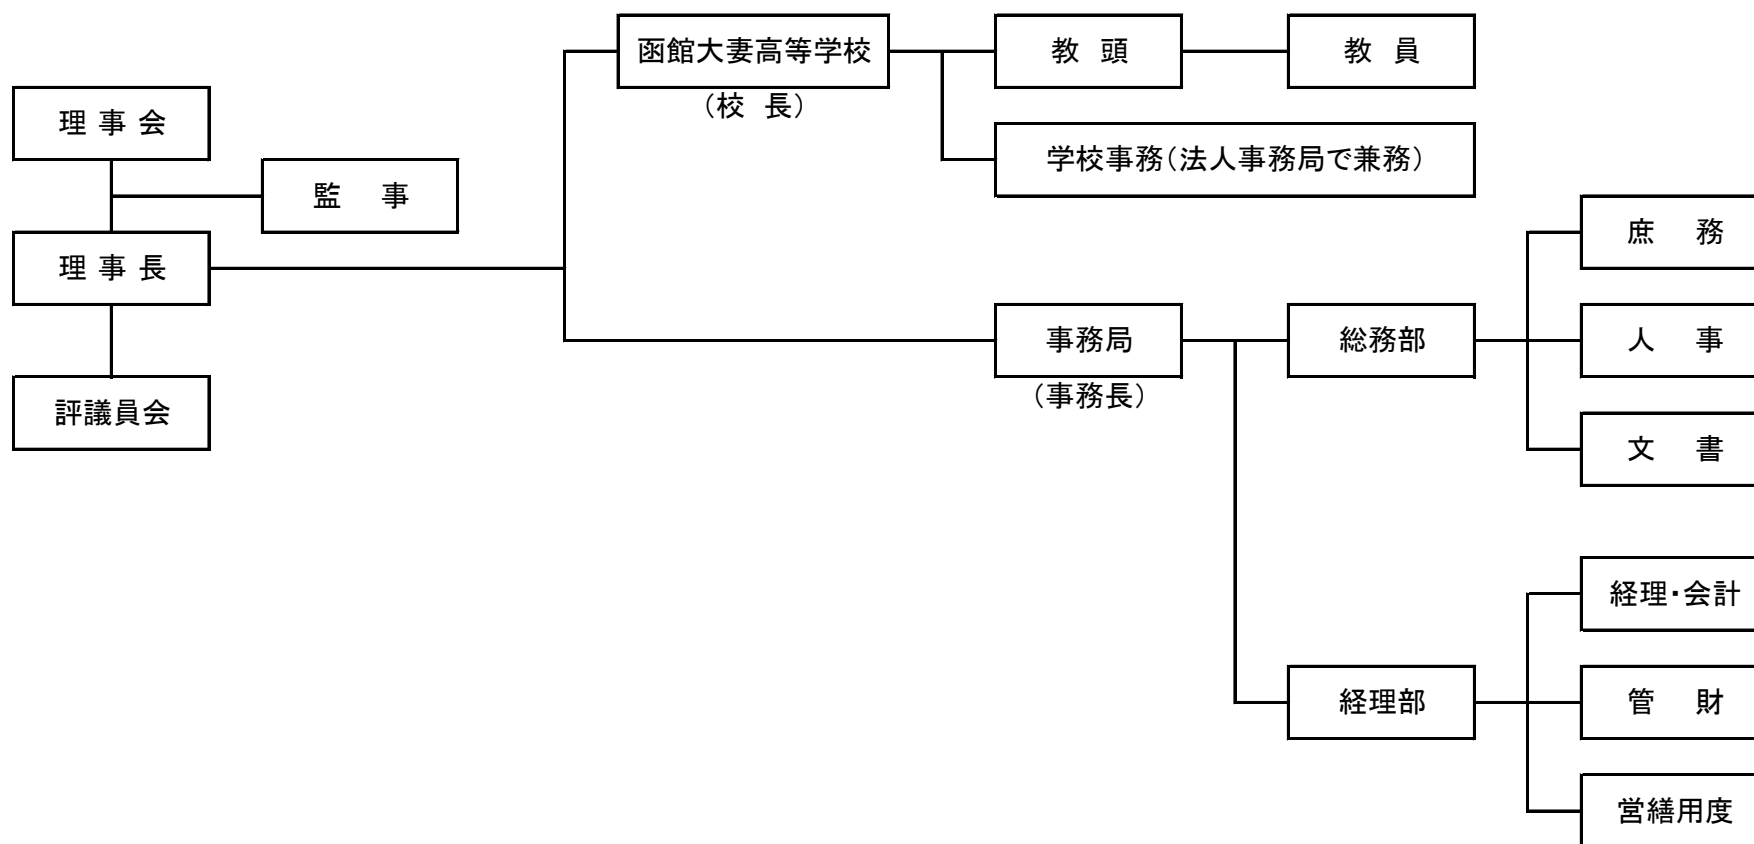 函館大妻高等学校
(校 長)
教 頭
教 員
学校事務(法人事務局で兼務)
理 事 会
監 事
理 事 長
評議員会
事務局
(事務長)
総務部
庶 務
人 事
文 書
経理部
経理・会計
管 財
営繕用度